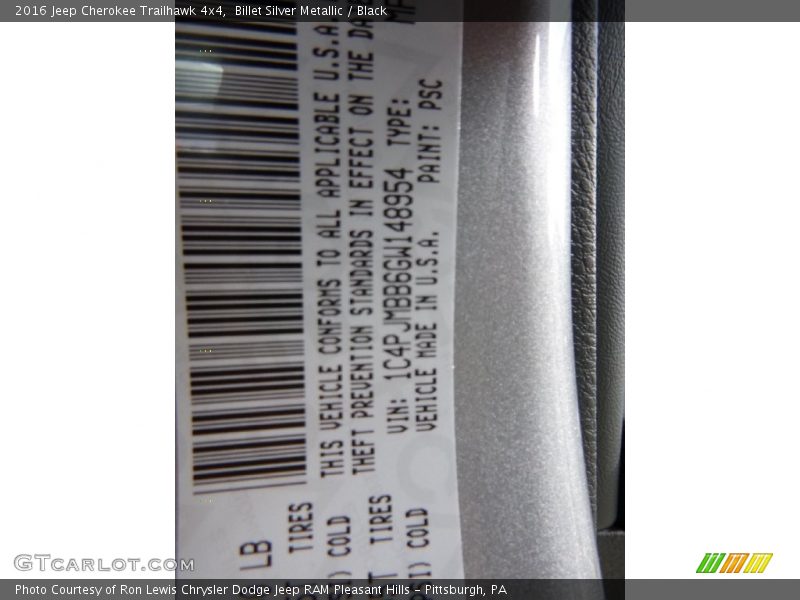 2016 Jeep Cherokee Trailhawk 4x4,  Billet Silver Metallic / Black
THIS VEHICLE CONFORMS TO ALL APPLICABLE U.S.A.
THEFT PREVENTION STANDARDS IN EFFECT ON THE DA
VIN: 1C4PJMBB6GW148954 TYPE: MP
VEHICLE MADE IN U.S.A. PAINT: PSC
LB
TIRES
I) COLD
TIRES
SI) COLD
GTCARLOT.COM
Photo Courtesy of Ron Lewis Chrysler Dodge Jeep RAM Pleasant Hills - Pittsburgh, PA